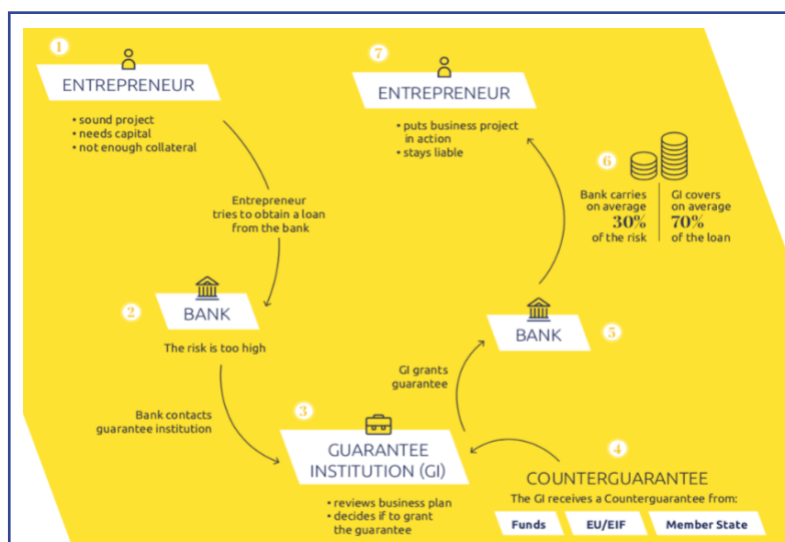 1
ENTREPRENEUR
• sound project
• needs capital
• not enough collateral
Entrepreneur
tries to obtain a loan
from the bank
2
BANK
The risk is too high
Bank contacts
guarantee institution
3
GUARANTEE
INSTITUTION (GI)
• reviews business plan
• decides if to grant
the guarantee
4
COUNTERGUARANTEE
The GI receives a Counterguarantee from:
Funds
EU/EIF
Member State
GI grants
guarantee
5
BANK
6
Bank carries
on average
30%
of the risk
GI covers
on average
70%
of the loan
7
ENTREPRENEUR
• puts business project
in action
• stays liable